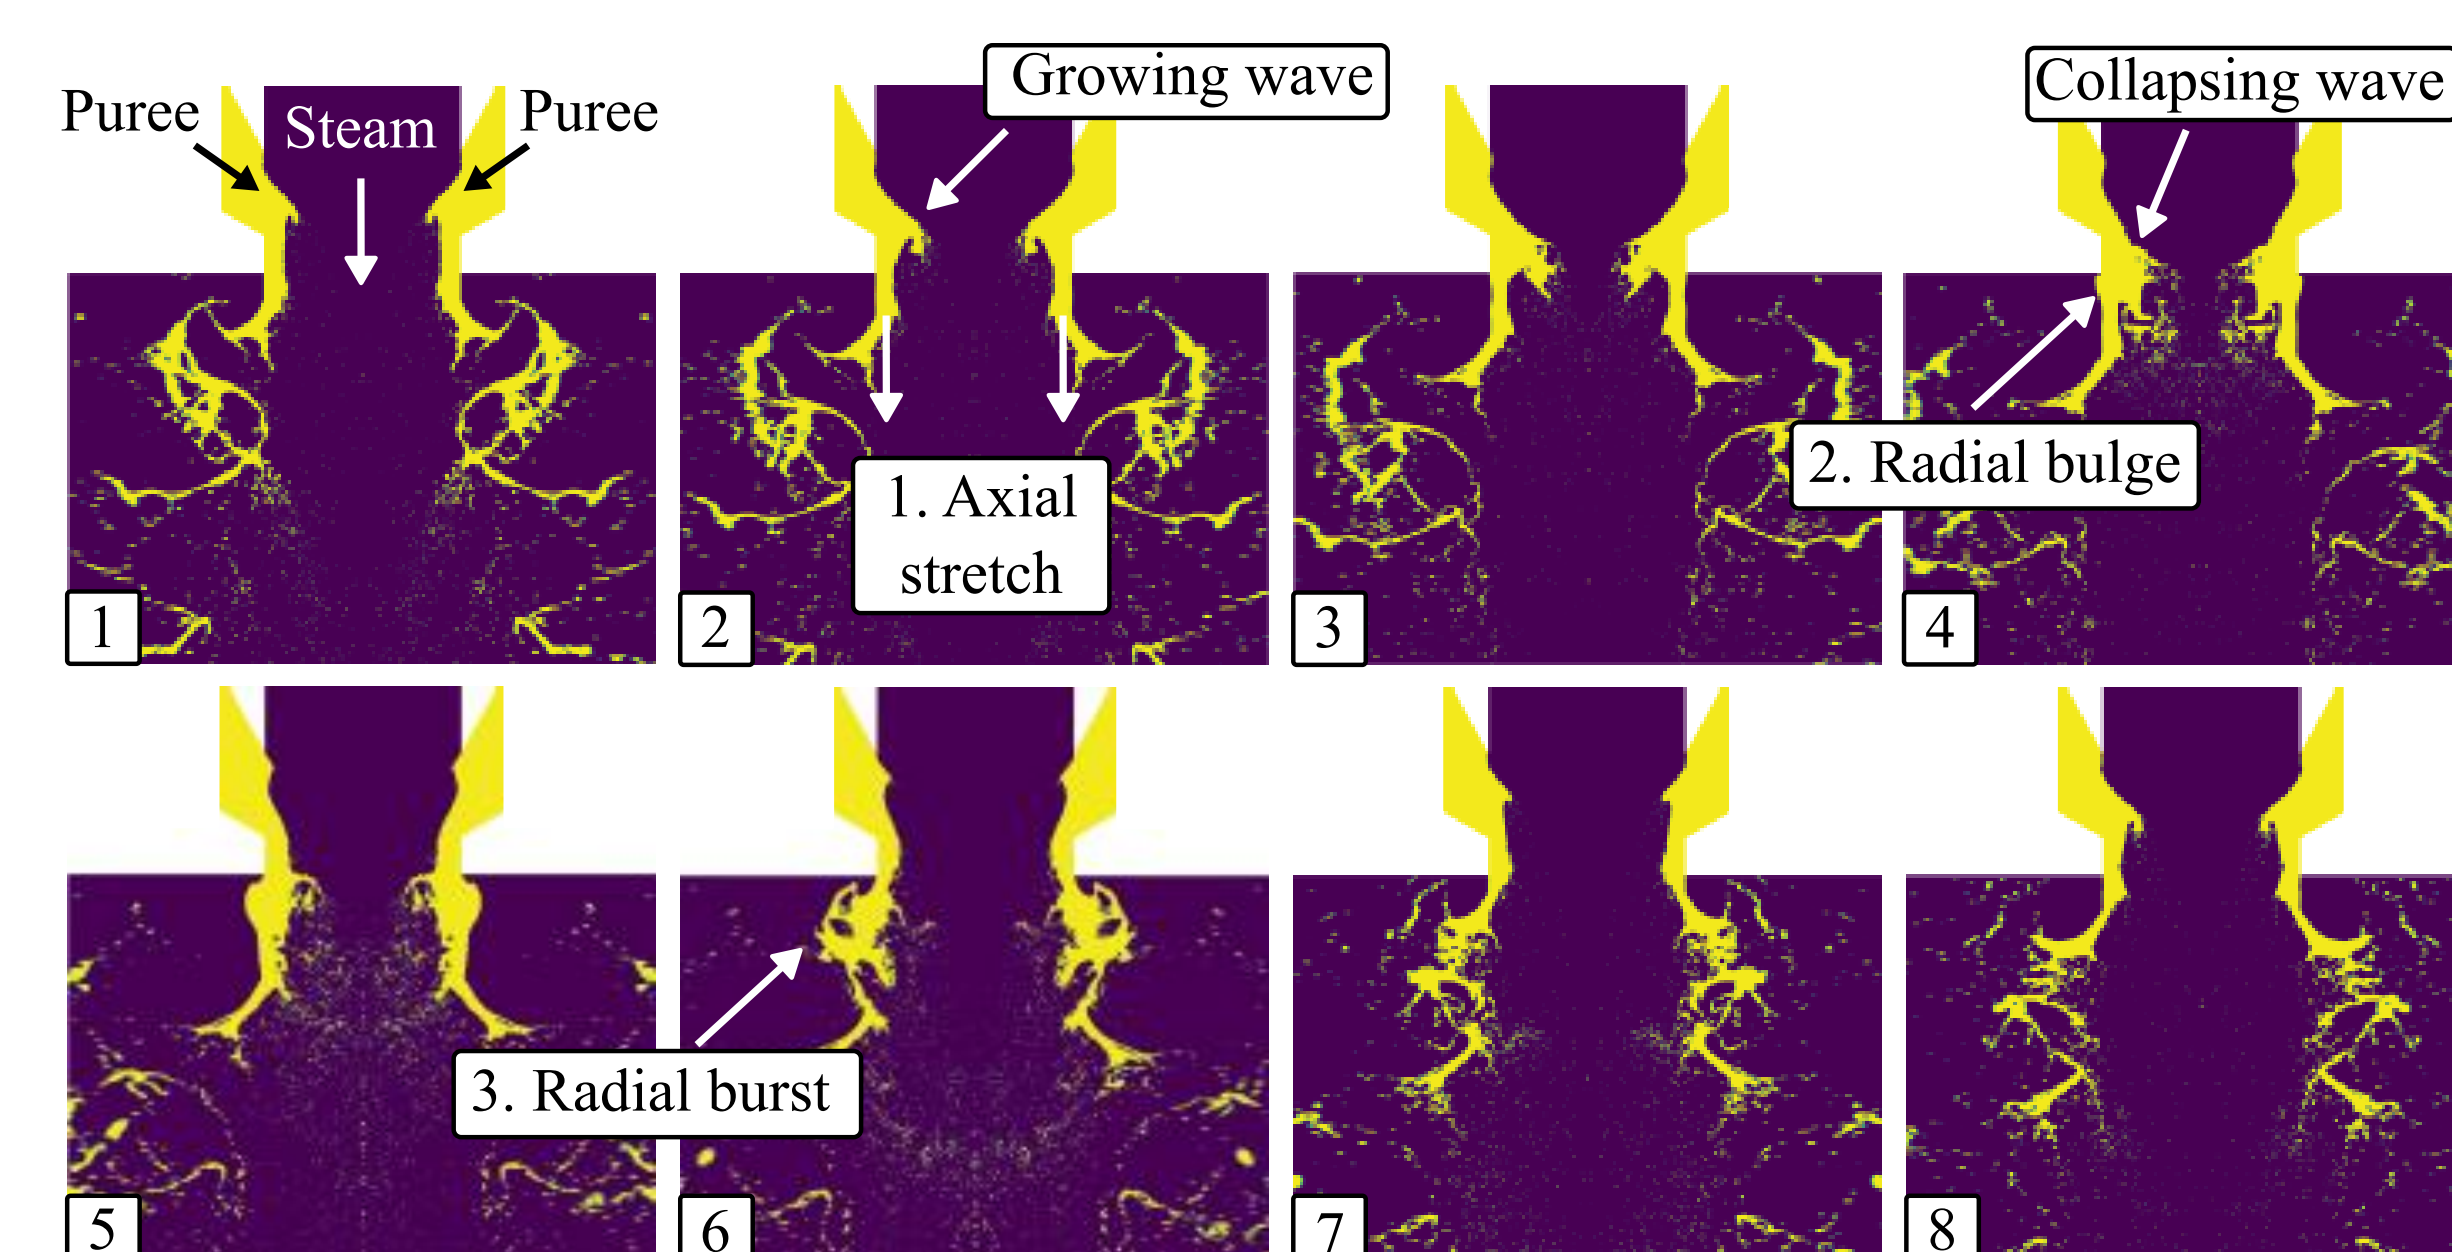 Puree
Steam
Puree
Growing wave
Collapsing wave
1. Axial
stretch
2. Radial bulge
1
2
3
4
3. Radial burst
5
6
7
8